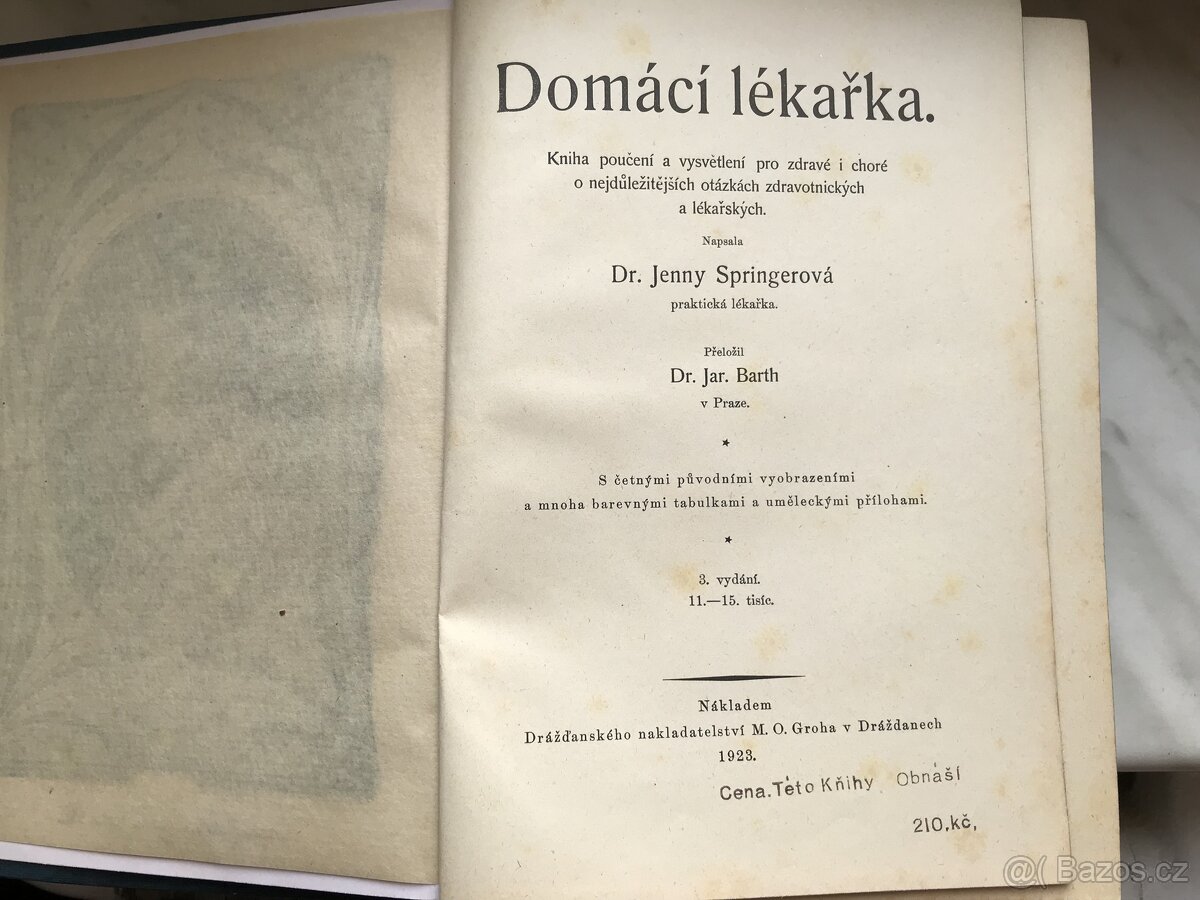 Domácí lékařka.
Kniha poučení a vysvětlení pro zdravé i choré
o nejdůležitějších otázkách zdravotnických
a lékařských.
Napsala
Dr. Jenny Springerová
praktická lékařka.
Přeložil
Dr. Jar. Barth
v Praze.
S četnými původními vyobrazeními
a mnoha barevnými tabulkami a uměleckými přílohami.
3. vydání.
11.—15. tisíc.
Nákladem
Drážďanského nakladatelství M. O. Groha v Drážďanech
1923.
Cena.Této Kňihy Obnáší
210,kč,
@( Bazos.cz